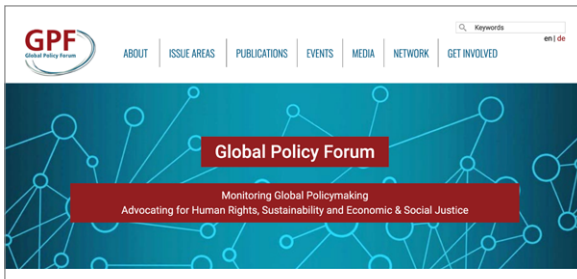 Keywords
en | de
GPF
Global Policy Forum
ABOUT
ISSUE AREAS
PUBLICATIONS
EVENTS
MEDIA
NETWORK
GET INVOLVED
Global Policy Forum
Monitoring Global Policymaking
Advocating for Human Rights, Sustainability and Economic & Social Justice